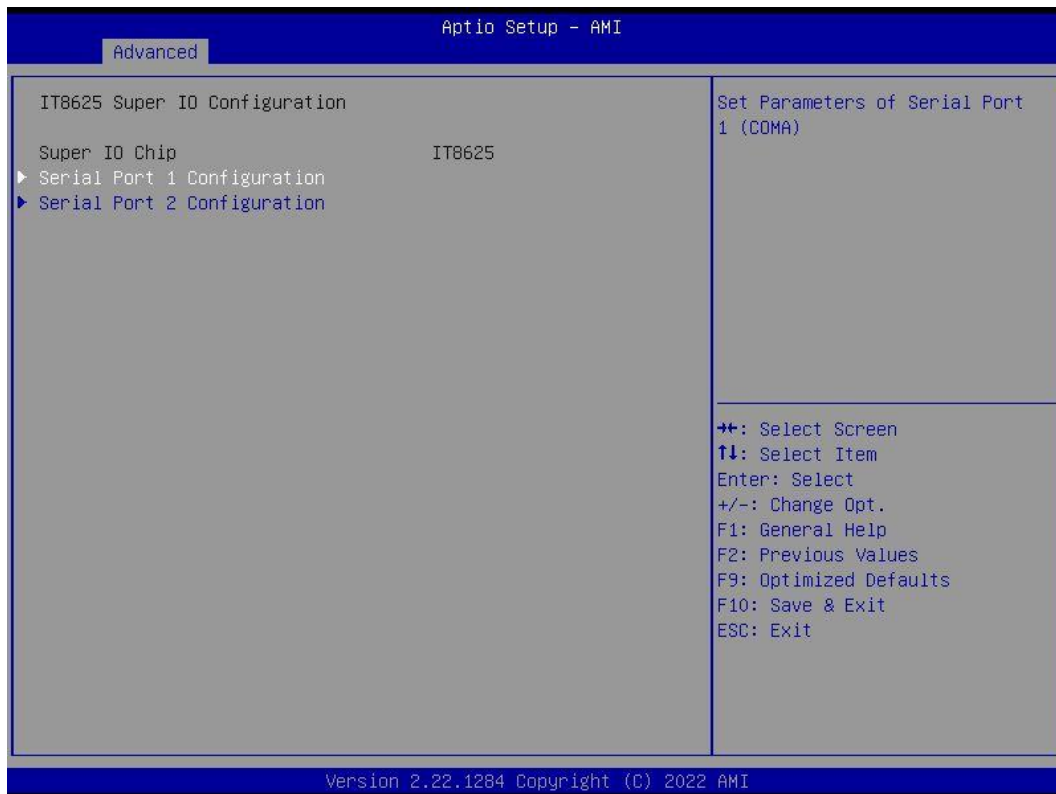 Aptio Setup – AMI
Advanced
IT8625 Super IO Configuration
Super IO Chip IT8625
Serial Port 1 Configuration
Serial Port 2 Configuration
Set Parameters of Serial Port
1 (COMA)
→←: Select Screen
↑↓: Select Item
Enter: Select
+/-: Change Opt.
F1: General Help
F2: Previous Values
F9: Optimized Defaults
F10: Save & Exit
ESC: Exit
Version 2.22.1284 Copyright (C) 2022 AMI